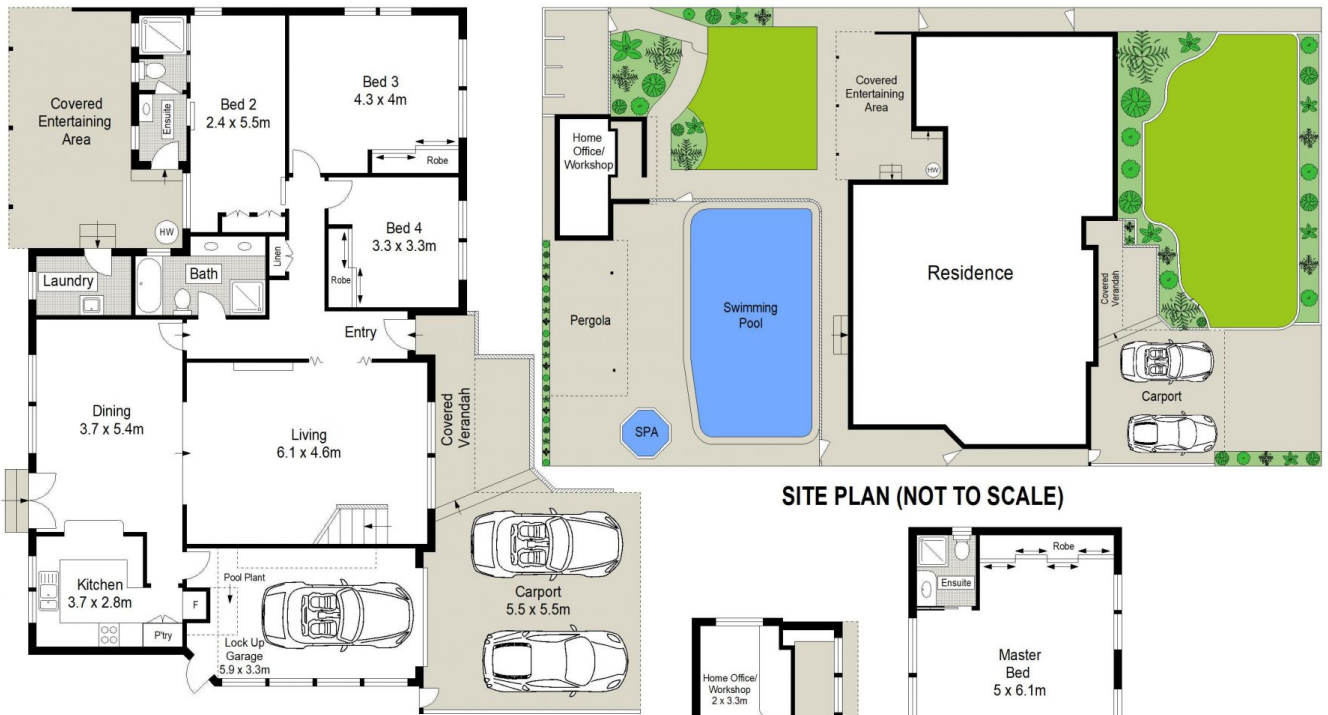 Covered
Entertaining
Area
Ensuite
Bed 2
2.4 x 5.5m
Bed 3
4.3 x 4m
Robe
Bed 4
3.3 x 3.3m
Robe
HW
Linen
Laundry
Bath
Entry
Dining
3.7 x 5.4m
Living
6.1 x 4.6m
Covered
Verandah
Kitchen
3.7 x 2.8m
F
P'try
Pool Plant
Lock Up
Garage
5.9 x 3.3m
Carport
5.5 x 5.5m
Home
Office/
Workshop
Covered
Entertaining
Area
HW
Residence
Pergola
Swimming
Pool
SPA
Covered
Verandah
Carport
SITE PLAN (NOT TO SCALE)
Home Office/
Workshop
2 x 3.3m
Ensuite
Robe
Master
Bed
5 x 6.1m